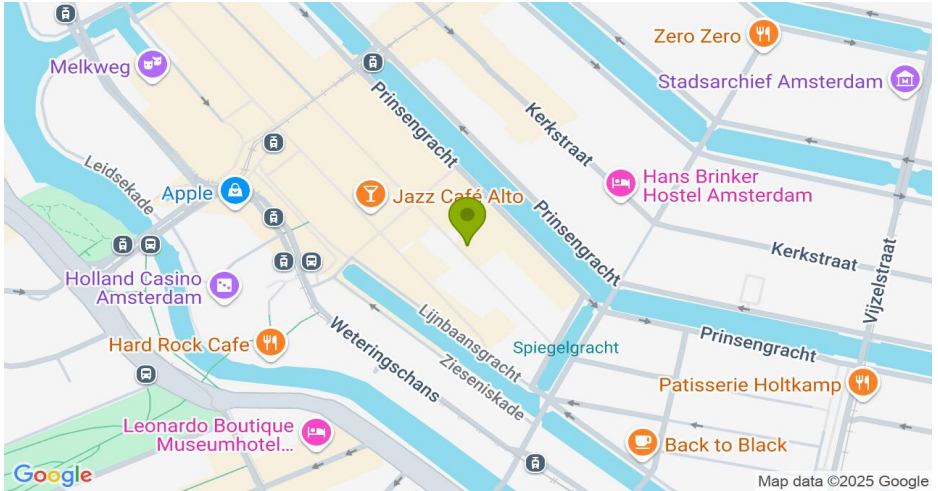 Melkweg
Zero Zero
Stadsarchief Amsterdam
Prinsengracht
Kerkstraat
Leidsekade
Apple
Jazz Café Alto
Hans Brinker
Hostel Amsterdam
Prinsengracht
Kerkstraat
Vijzelstraat
Holland Casino
Amsterdam
Hard Rock Cafe
Weteringschans
Lijnbaansgracht
Zieseniskade
Spiegelgracht
Prinsengracht
Patisserie Holtkamp
Leonardo Boutique
Museumhotel...
Back to Black
Google
Map data ©2025 Google